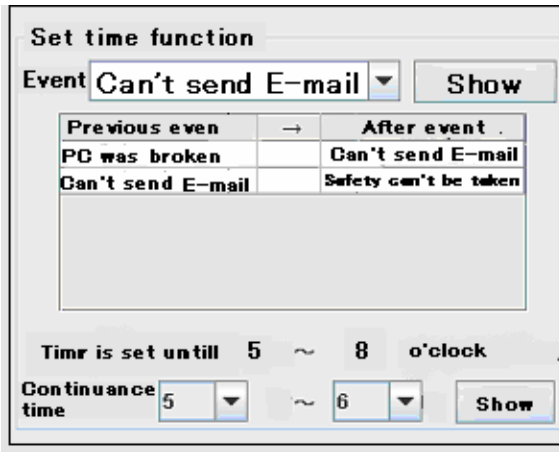 Set time function
Event Can't send E-mail Show
Previous even → After event .
PC was broken Can't send E-mail
Can't send E-mail Safety can't be taken
Timr is set untill 5 ~ 8 o'clock
Continuance
time 5 ~ 6 Show